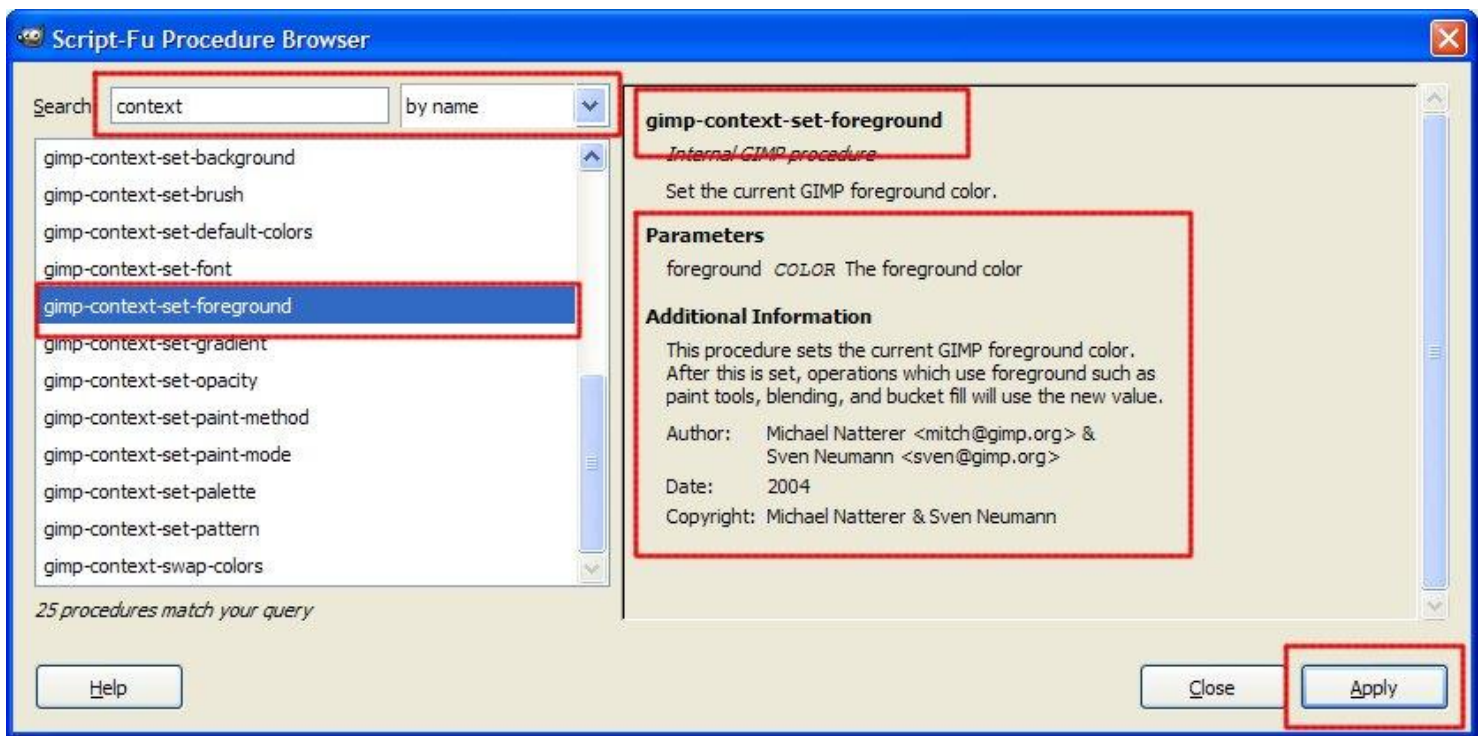 Script-Fu Procedure Browser
Search context by name
gimp-context-set-background
gimp-context-set-brush
gimp-context-set-default-colors
gimp-context-set-font
gimp-context-set-foreground
gimp-context-set-gradient
gimp-context-set-opacity
gimp-context-set-paint-method
gimp-context-set-paint-mode
gimp-context-set-palette
gimp-context-set-pattern
gimp-context-swap-colors
25 procedures match your query
gimp-context-set-foreground
Internal GIMP procedure
Set the current GIMP foreground color.
Parameters
foreground COLOR The foreground color
Additional Information
This procedure sets the current GIMP foreground color.
After this is set, operations which use foreground such as
paint tools, blending, and bucket fill will use the new value.
Author: Michael Natterer <mitch@gimp.org> &
Sven Neumann <sven@gimp.org>
Date: 2004
Copyright: Michael Natterer & Sven Neumann
Help Close Apply